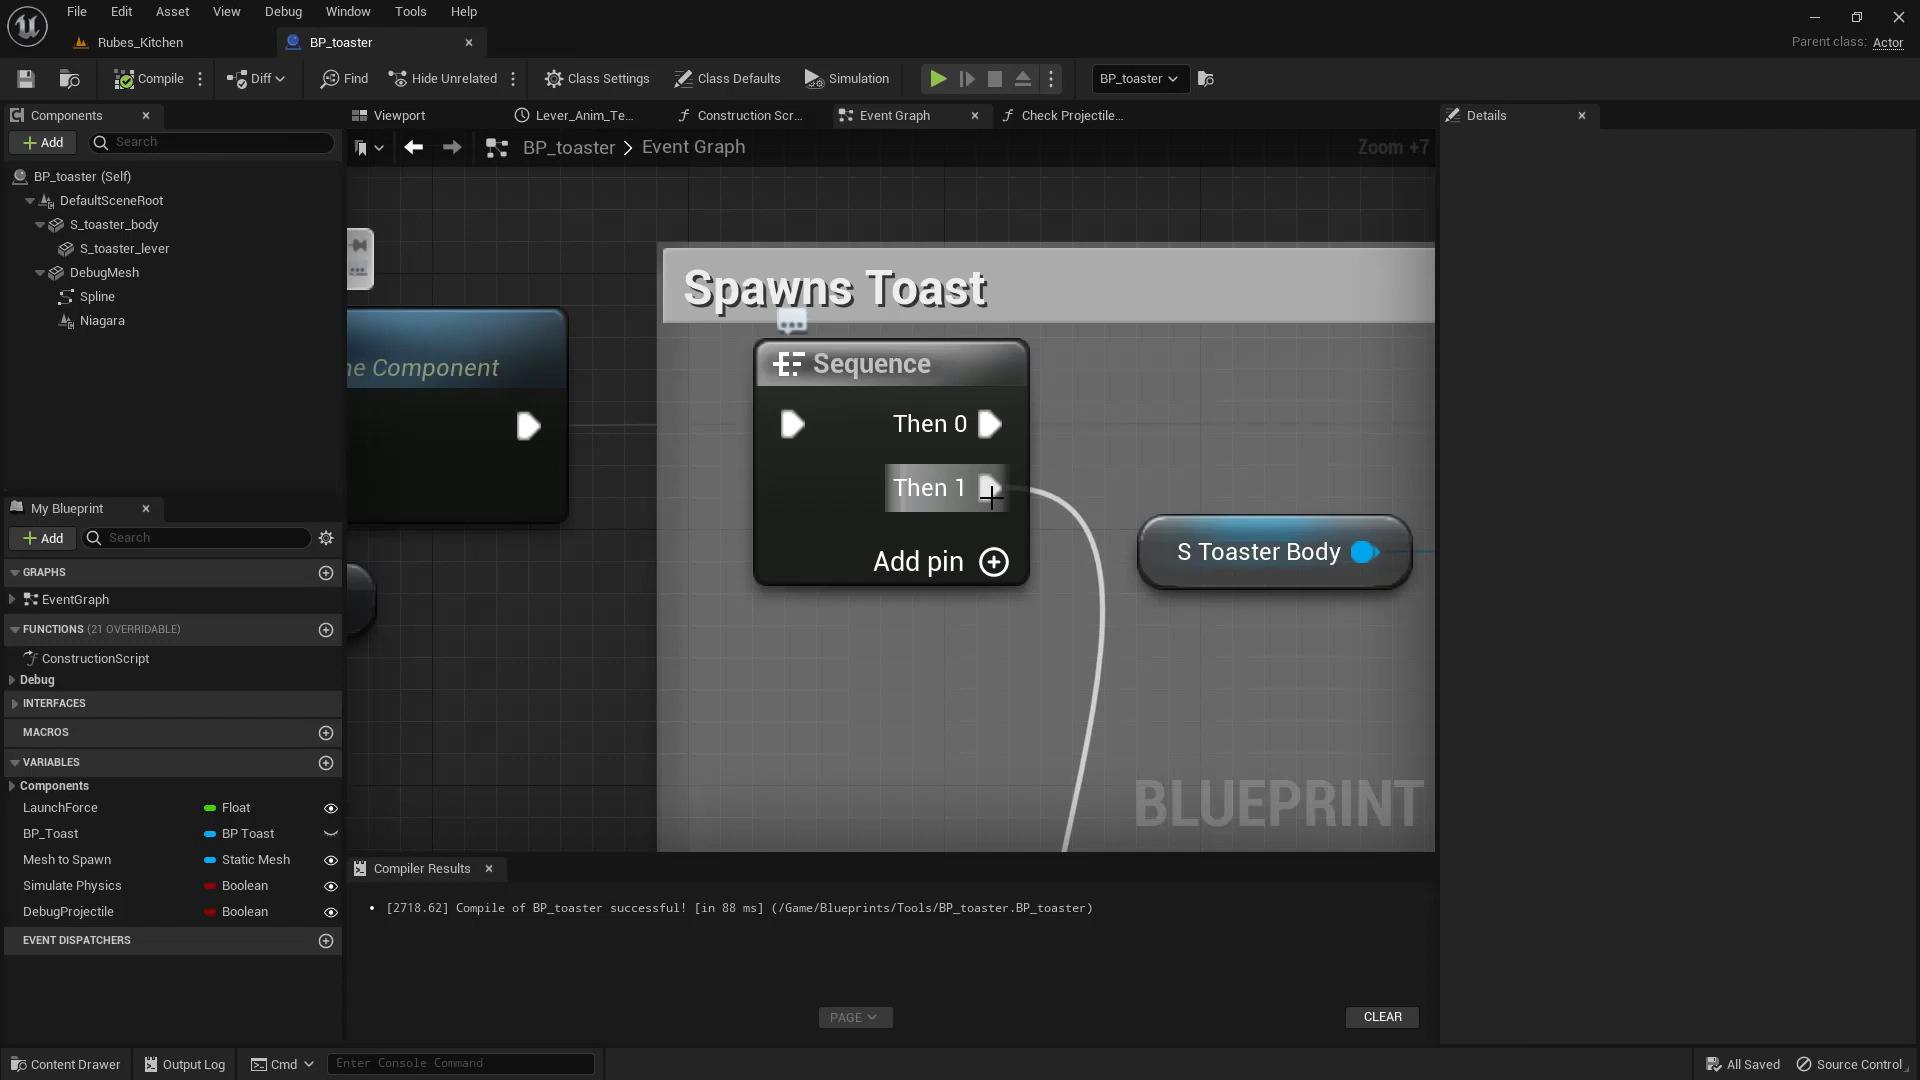 File Edit Asset View Debug Window Tools Help
Rubes_Kitchen BP_toaster
Parent class: Actor
Compile Diff Find Hide Unrelated Class Settings Class Defaults Simulation BP_toaster
Components Viewport Lever_Anim_Te... Construction Scr... Event Graph Check Projectile... Details
Add Search
BP_toaster > Event Graph Zoom +7
BP_toaster (Self)
DefaultSceneRoot
S_toaster_body
S_toaster_lever
DebugMesh
Spline
Niagara
Spawns Toast
ne Component
Sequence
Then 0
Then 1
Add pin
S Toaster Body
BLUEPRINT
My Blueprint
Add Search
GRAPHS
EventGraph
FUNCTIONS (21 OVERRIDABLE)
ConstructionScript
Debug
INTERFACES
MACROS
VARIABLES
Components
LaunchForce Float
BP_Toast BP Toast
Mesh to Spawn Static Mesh
Simulate Physics Boolean
DebugProjectile Boolean
EVENT DISPATCHERS
Compiler Results
• [2718.62] Compile of BP_toaster successful! [in 88 ms] (/Game/Blueprints/Tools/BP_toaster.BP_toaster)
PAGE CLEAR
Content Drawer Output Log Cmd Enter Console Command All Saved Source Control